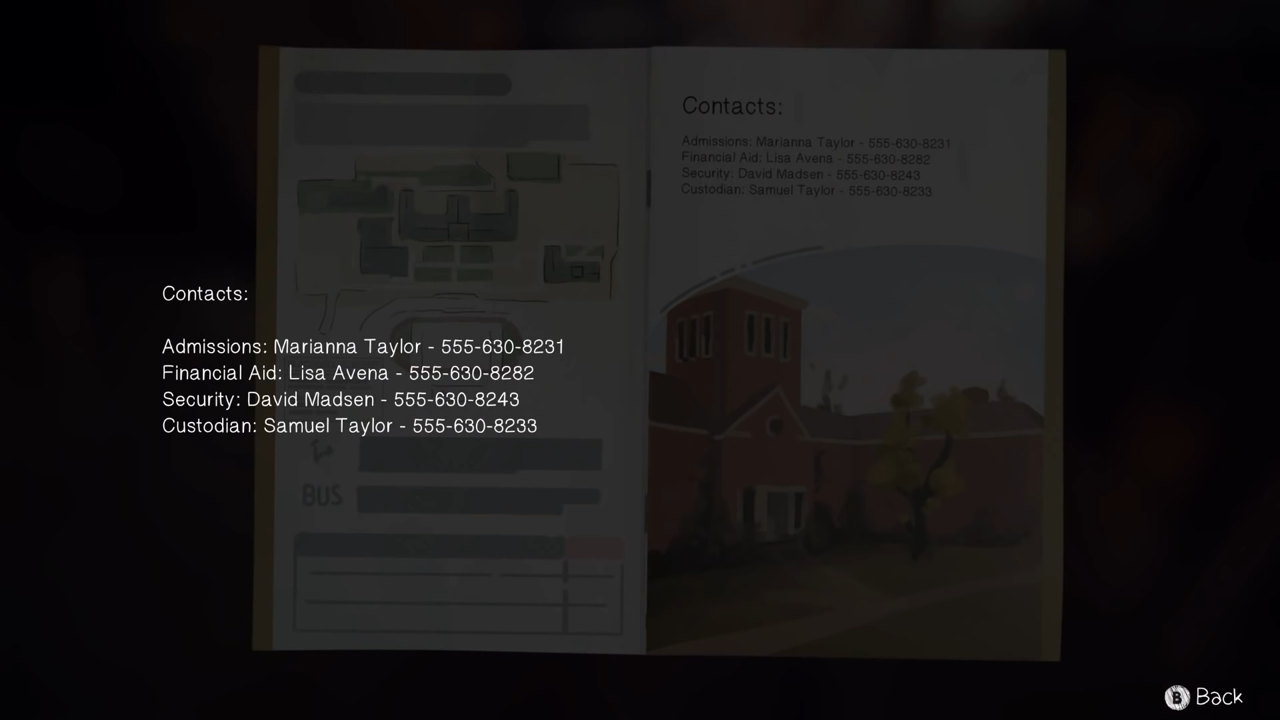 Contacts:
Admissions: Marianna Taylor - 555-630-8231
Financial Aid: Lisa Avena - 555-630-8282
Security: David Madsen - 555-630-8243
Custodian: Samuel Taylor - 555-630-8233
BUS
Contacts:
Admissions: Marianna Taylor - 555-630-8231
Financial Aid: Lisa Avena - 555-630-8282
Security: David Madsen - 555-630-8243
Custodian: Samuel Taylor - 555-630-8233
B Back